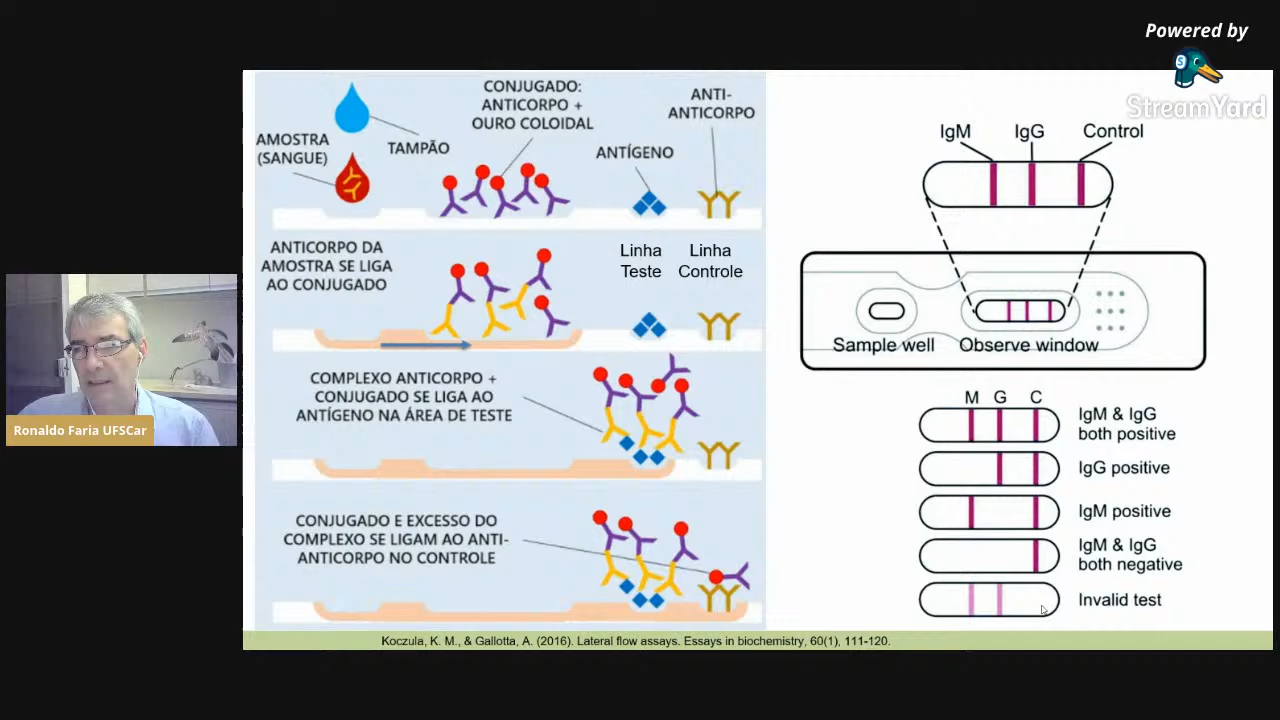 Powered by
StreamYard
CONJUGADO:
ANTICORPO +
OURO COLOIDAL
ANTI-
ANTICORPO
AMOSTRA
(SANGUE)
TAMPÃO
ANTÍGENO
ANTICORPO DA
AMOSTRA SE LIGA
AO CONJUGADO
Linha
Teste
Linha
Controle
COMPLEXO ANTICORPO +
CONJUGADO SE LIGA AO
ANTÍGENO NA ÁREA DE TESTE
CONJUGADO E EXCESSO DO
COMPLEXO SE LIGAM AO ANTI-
ANTICORPO NO CONTROLE
IgM IgG Control
Sample well Observe window
M G C
IgM & IgG
both positive
IgG positive
IgM positive
IgM & IgG
both negative
Invalid test
Koczula, K. M., & Gallotta, A. (2016). Lateral flow assays. Essays in biochemistry, 60(1), 111-120.
Ronaldo Faria UFSCar